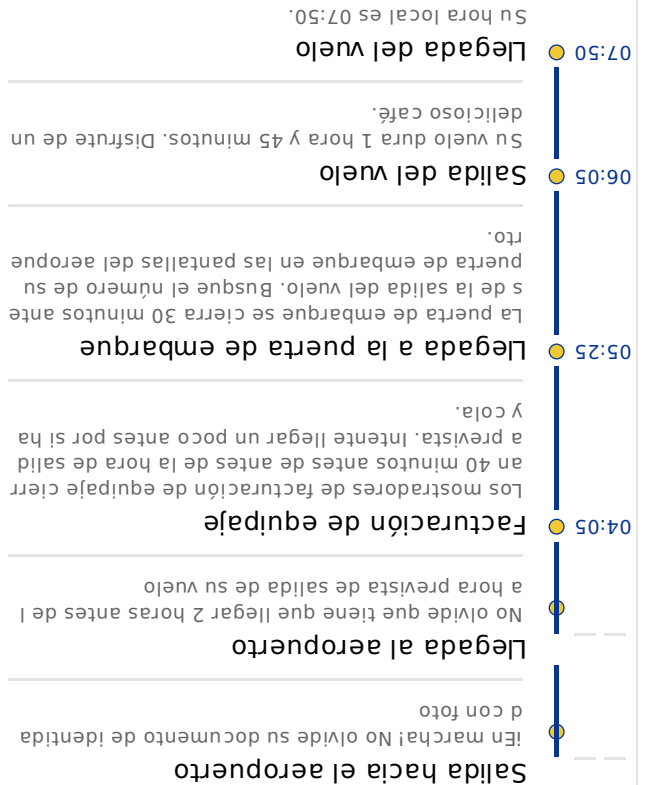 Salida hacia el aeropuerto
¡En marcha! No olvide su documento de identida
d con foto
Llegada al aeropuerto
No olvide que tiene que llegar 2 horas antes de l
a hora prevista de salida de su vuelo
04:05 Facturación de equipaje
Los mostradores de facturación de equipaje cierr
an 40 minutos antes de antes de la hora de salid
a prevista. Intente llegar un poco antes por si ha
y cola.
05:25 Llegada a la puerta de embarque
La puerta de embarque se cierra 30 minutos ante
s de la salida del vuelo. Busque el número de su
puerta de embarque en las pantallas del aeropue
rto.
06:05 Salida del vuelo
Su vuelo dura 1 hora y 45 minutos. Disfrute de un
delicioso café.
07:50 Llegada del vuelo
Su hora local es 07:50.